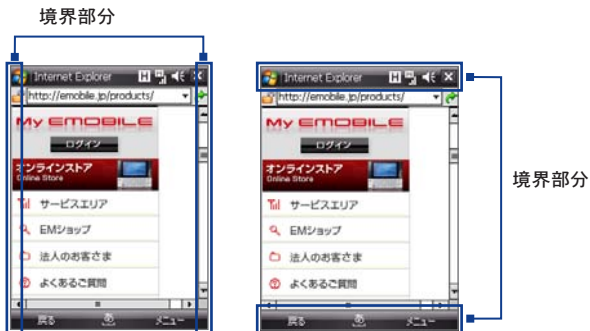 境界部分
Internet Explorer
http://emobile.jp/products/
My EMOBILE
ログイン
オンラインストア
Online Store
サービスエリア
EMショップ
法人のお客さま
よくあるご質問
戻る
あ
メニュー
Internet Explorer
http://emobile.jp/products/
My EMOBILE
ログイン
オンラインストア
Online Store
サービスエリア
EMショップ
法人のお客さま
よくあるご質問
戻る
あ
メニュー
境界部分